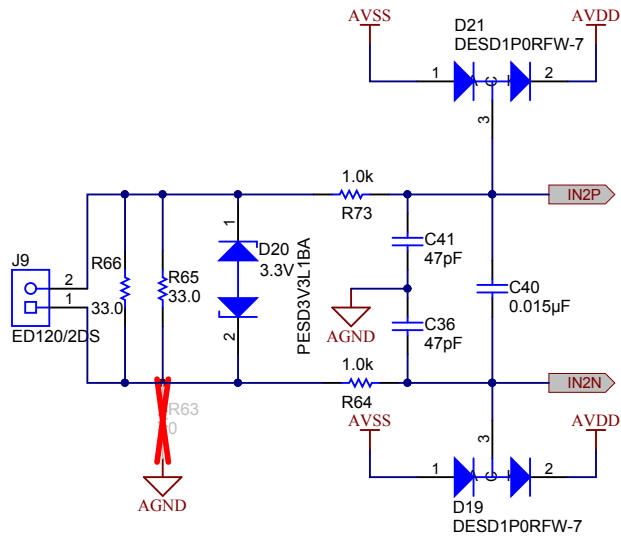 AVSS
D21
DESD1P0RFW-7
AVDD
1
A
C
K
2
3
1.0k
R73
IN2P
J9
2
1
ED120/2DS
R66
33.0
R65
33.0
1
D20
3.3V
2
PESD3V3L1BA
C41
47pF
AGND
C36
47pF
C40
0.015µF
1.0k
R64
IN2N
R63
0
AGND
AVSS
3
AVDD
1
A
C
K
2
D19
DESD1P0RFW-7